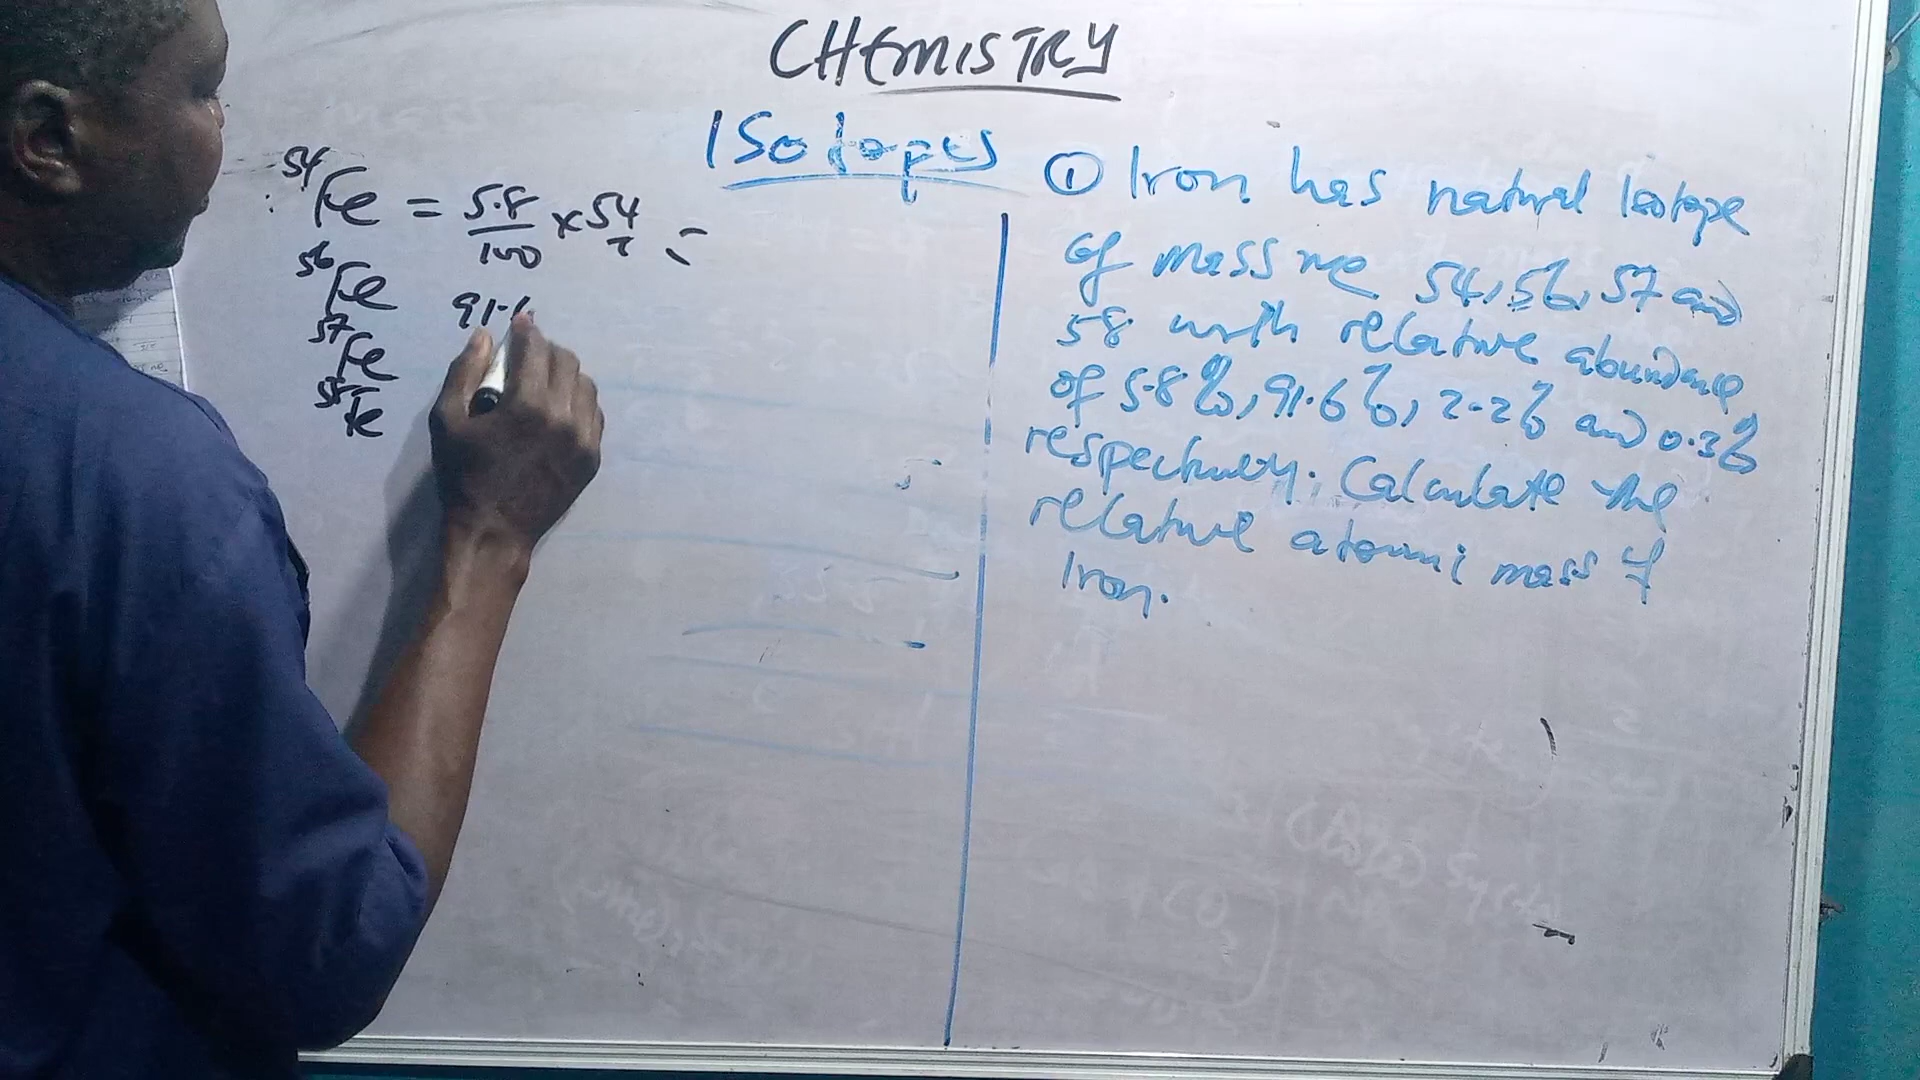 CHEMISTRY
ISotopes
54Fe = 5.8/100 × 54 =
56Fe 91.6
57Fe
58Fe
① Iron has natural Isotope
of mass no 54, 56, 57 and
58 with relative abundance
of 5.8%, 91.6%, 2.2% and 0.3%
respectively. Calculate the
relative atomic mass of
Iron.